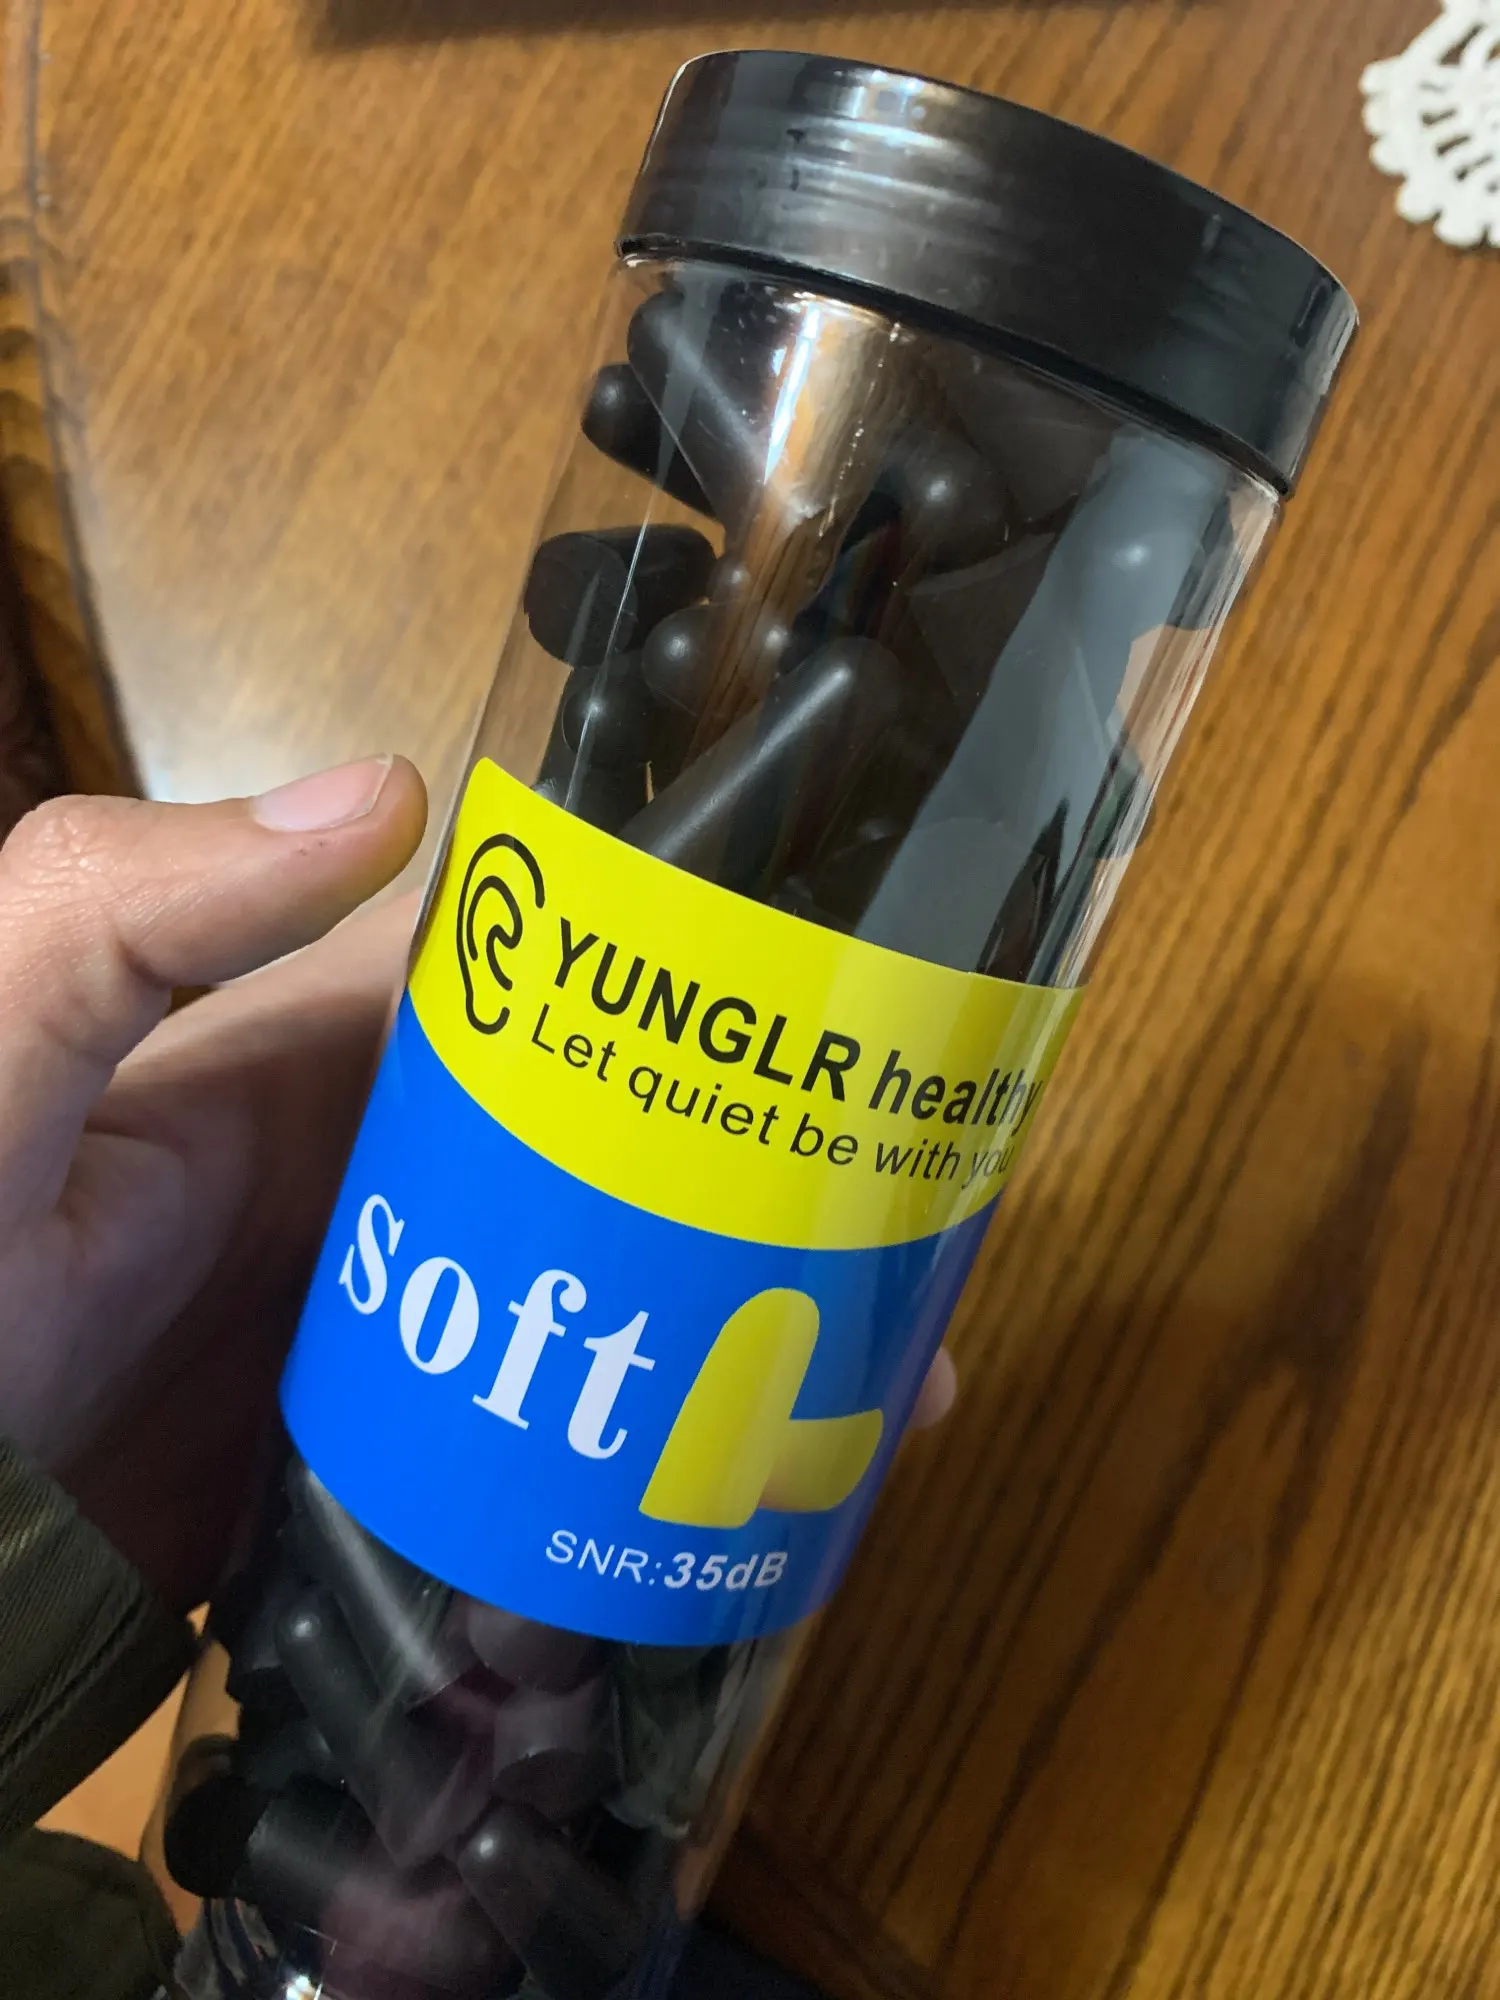 YUNGLR healthy
Let quiet be with you
soft
SNR:35dB